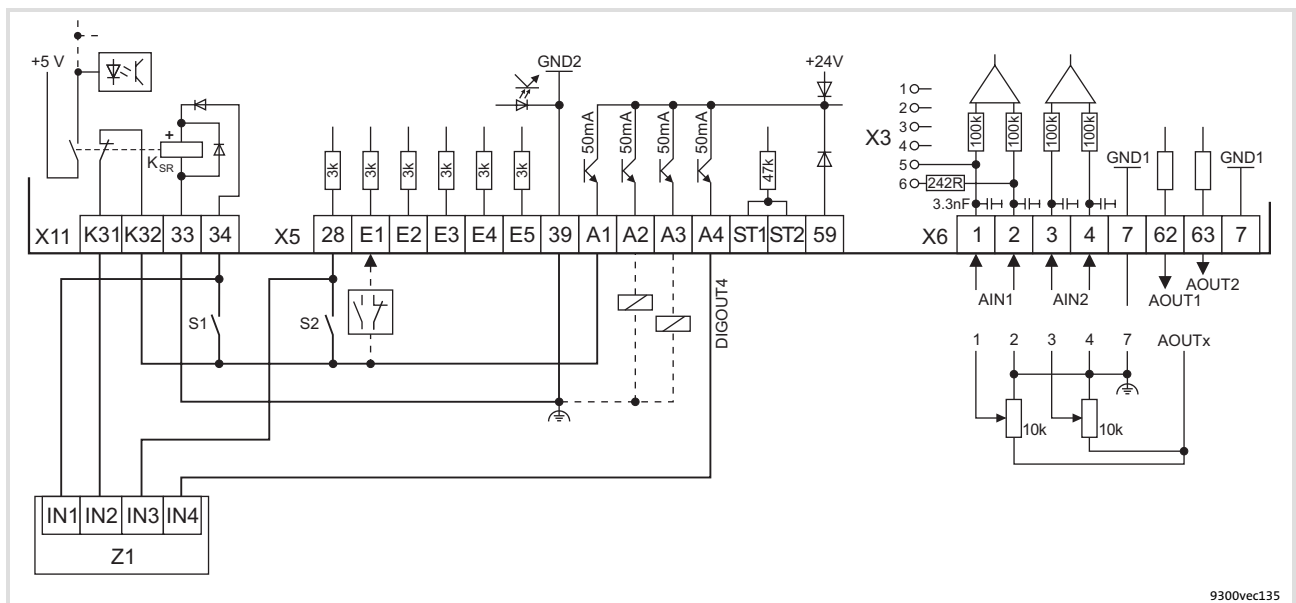 +5 V
GND2
+24V
+
K SR
3k
3k
3k
3k
3k
3k
50mA
50mA
50mA
50mA
47k
1
2
3
4
5
6
X3
242R
100k
100k
100k
100k
3.3nF
GND1
GND1
X11 K31 K32 33 34
X5 28 E1 E2 E3 E4 E5 39 A1 A2 A3 A4 ST1 ST2 59
X6 1 2 3 4 7 62 63 7
S1
S2
DIGOUT4
AIN1
AIN2
AOUT1
AOUT2
1 2 3 4 7 AOUTx
10k
10k
IN1 IN2 IN3 IN4
Z1
9300vec135